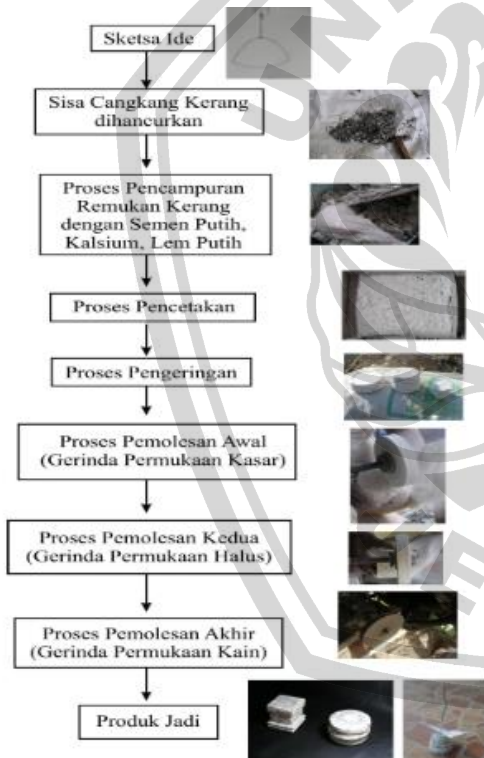 Sketsa Ide
Sisa Cangkang Kerang
dihancurkan
Proses Pencampuran
Remukan Kerang
dengan Semen Putih,
Kalsium, Lem Putih
Proses Pencetakan
Proses Pengeringan
Proses Pemolesan Awal
(Gerinda Permukaan Kasar)
Proses Pemolesan Kedua
(Gerinda Permukaan Halus)
Proses Pemolesan Akhir
(Gerinda Permukaan Kain)
Produk Jadi